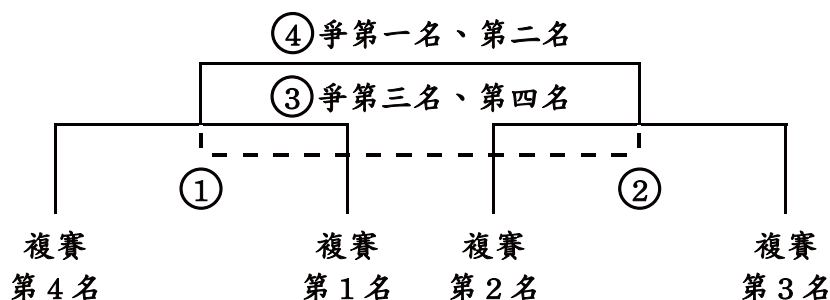 ④爭第一名、第二名
③爭第三名、第四名
① ②
複賽 複賽 複賽 複賽
第4名 第1名 第2名 第3名